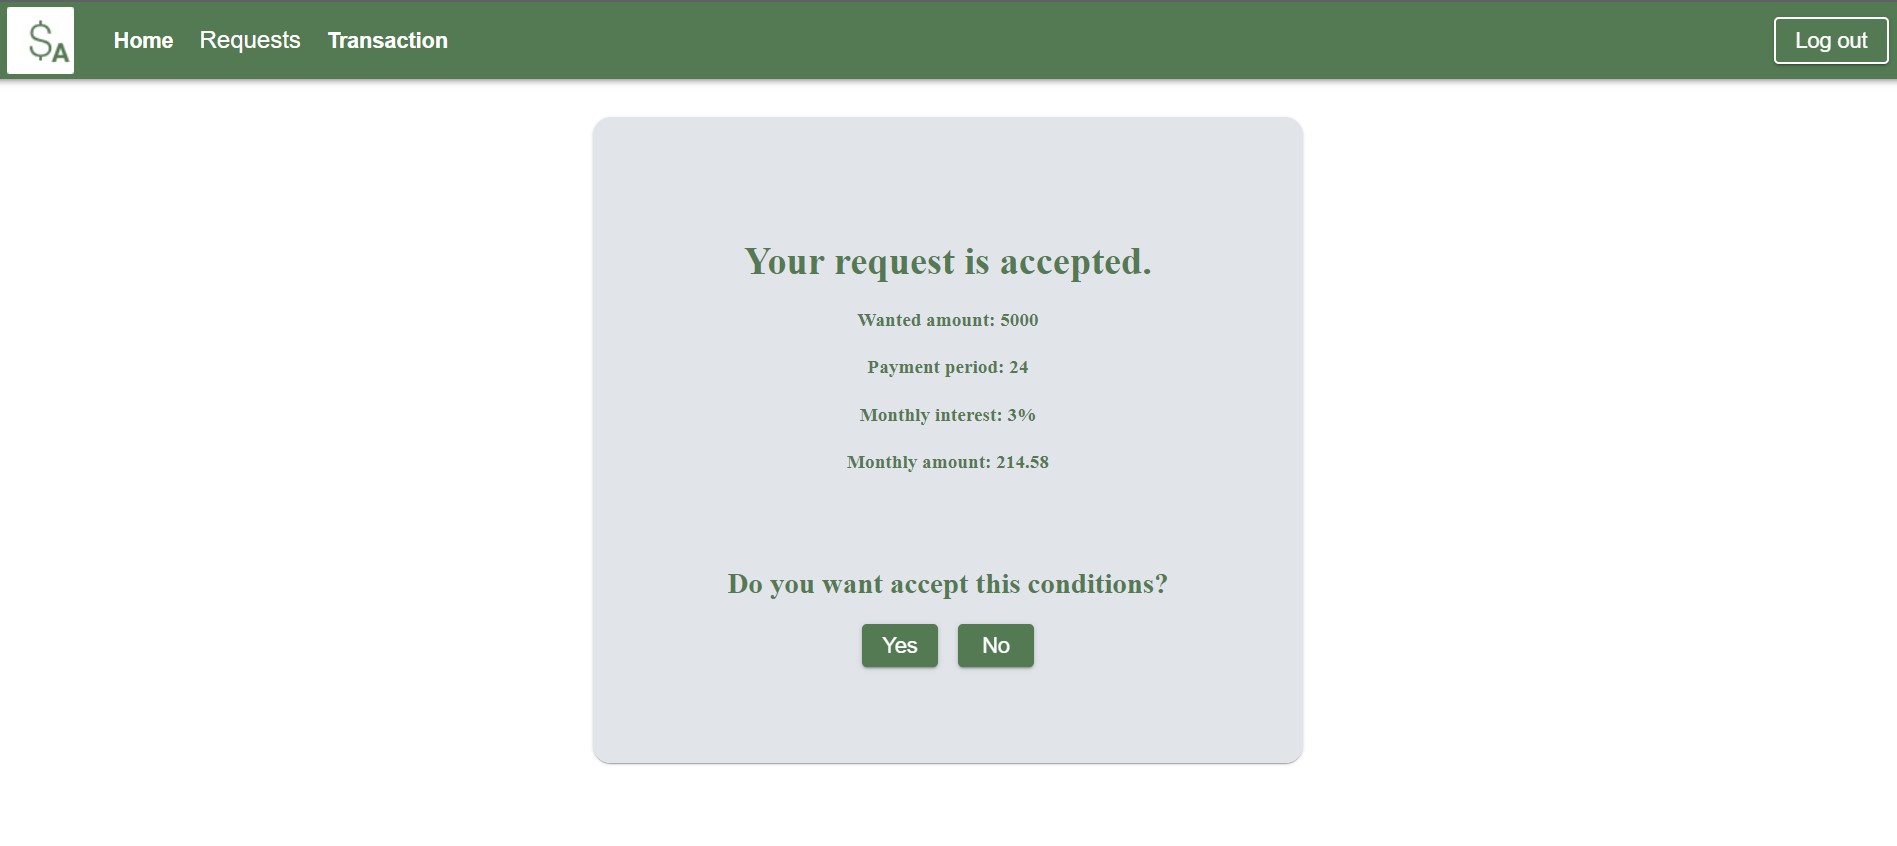 $A
Home Requests Transaction Log out
Your request is accepted.
Wanted amount: 5000
Payment period: 24
Monthly interest: 3%
Monthly amount: 214.58
Do you want accept this conditions?
Yes No